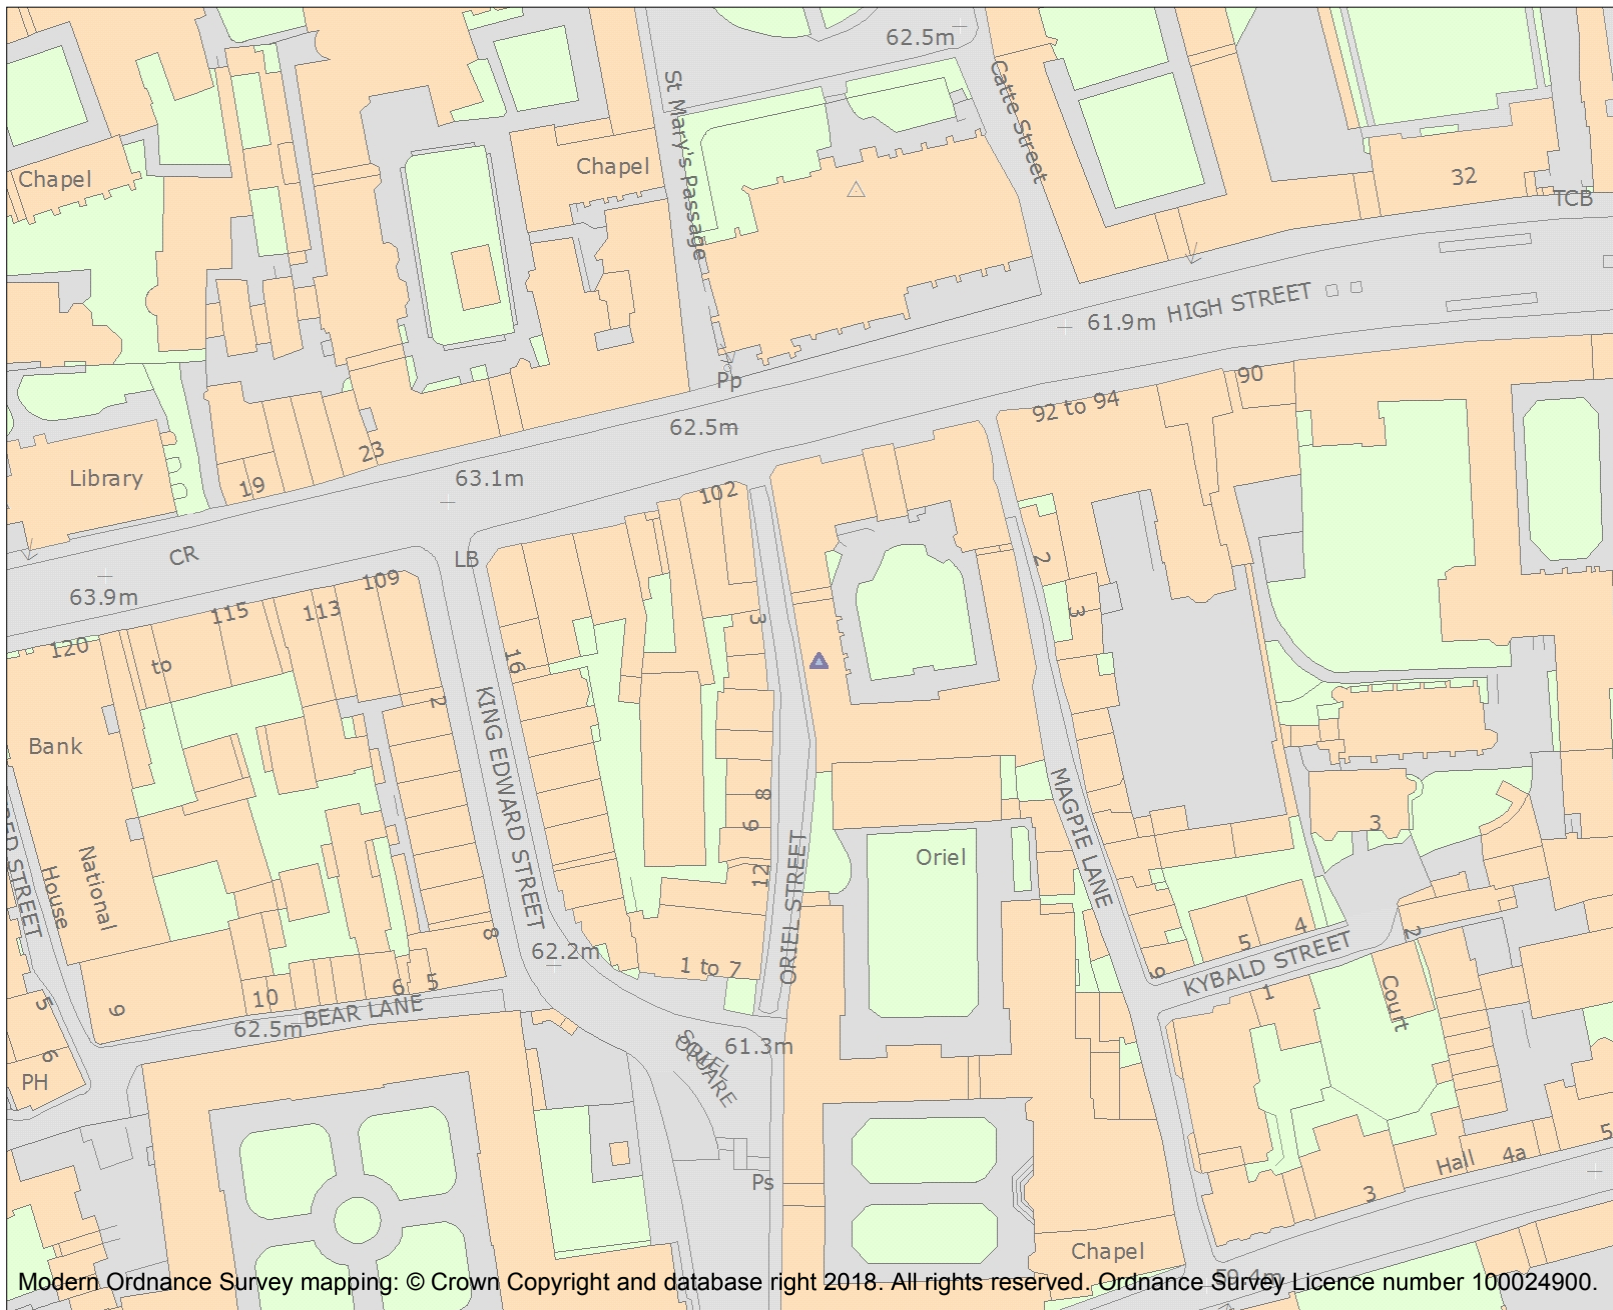 62.5m
Catte Street
St Mary's Passage
Chapel
Chapel
32
TCB
HIGH STREET
61.9m
Pp
92 to 94
90
62.5m
23
19
Library
63.1m
102
CR
LB
63.9m
109
113
115
120
to
2
3
3
16
2
KING EDWARD STREET
Bank
National
House
MAGPIE LANE
8
9
12
3
Oriel
ORIEL STREET
8
62.2m
1 to 7
5
4
2
KYBALD STREET
9
1
Court
6
5
10
9
BEAR LANE
62.5m
5
6
PH
ORIEL
SQUARE
61.3m
Ps
Hall
4a
5
3
Chapel
Modern Ordnance Survey mapping: © Crown Copyright and database right 2018. All rights reserved. Ordnance Survey Licence number 100024900.